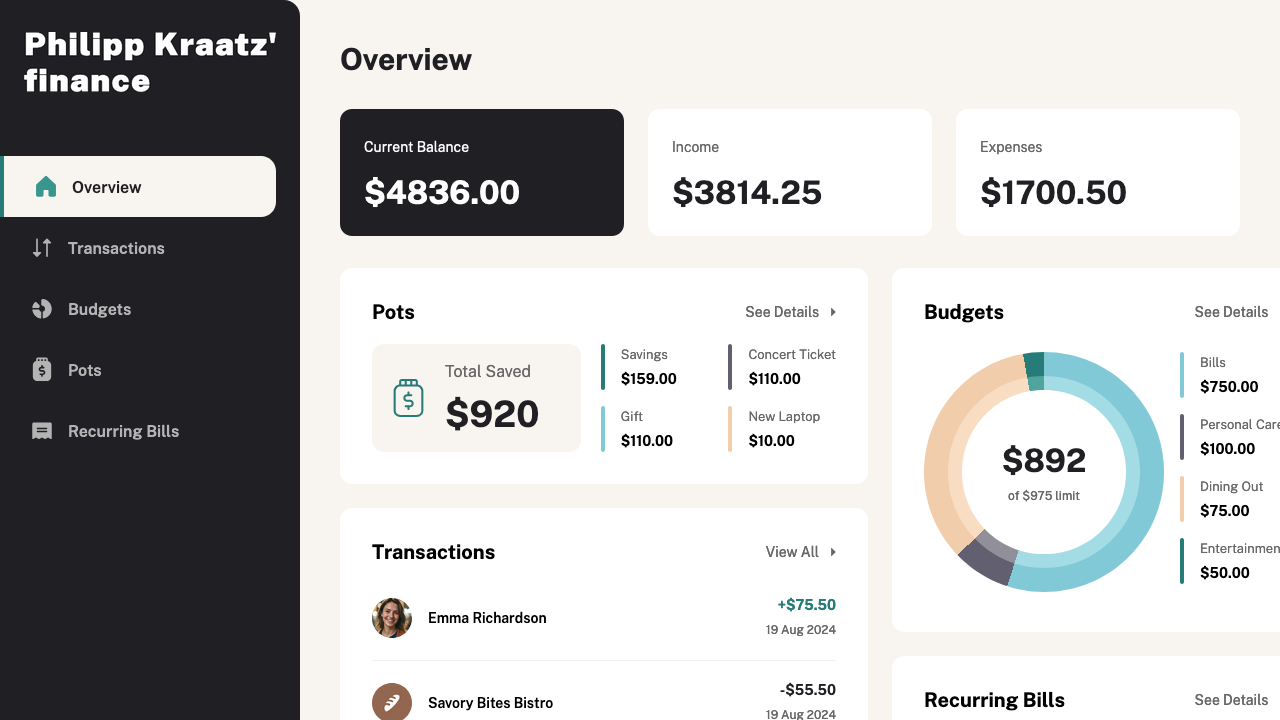 Philipp Kraatz'
finance
Overview
Transactions
Budgets
Pots
Recurring Bills
Overview
Current Balance
$4836.00
Income
$3814.25
Expenses
$1700.50
Pots
See Details
Total Saved
$920
Savings
$159.00
Concert Ticket
$110.00
Gift
$110.00
New Laptop
$10.00
Transactions
View All
Emma Richardson
+$75.50
19 Aug 2024
Savory Bites Bistro
-$55.50
19 Aug 2024
Budgets
See Details
$892
of $975 limit
Bills
$750.00
Personal Care
$100.00
Dining Out
$75.00
Entertainmen
$50.00
Recurring Bills
See Details